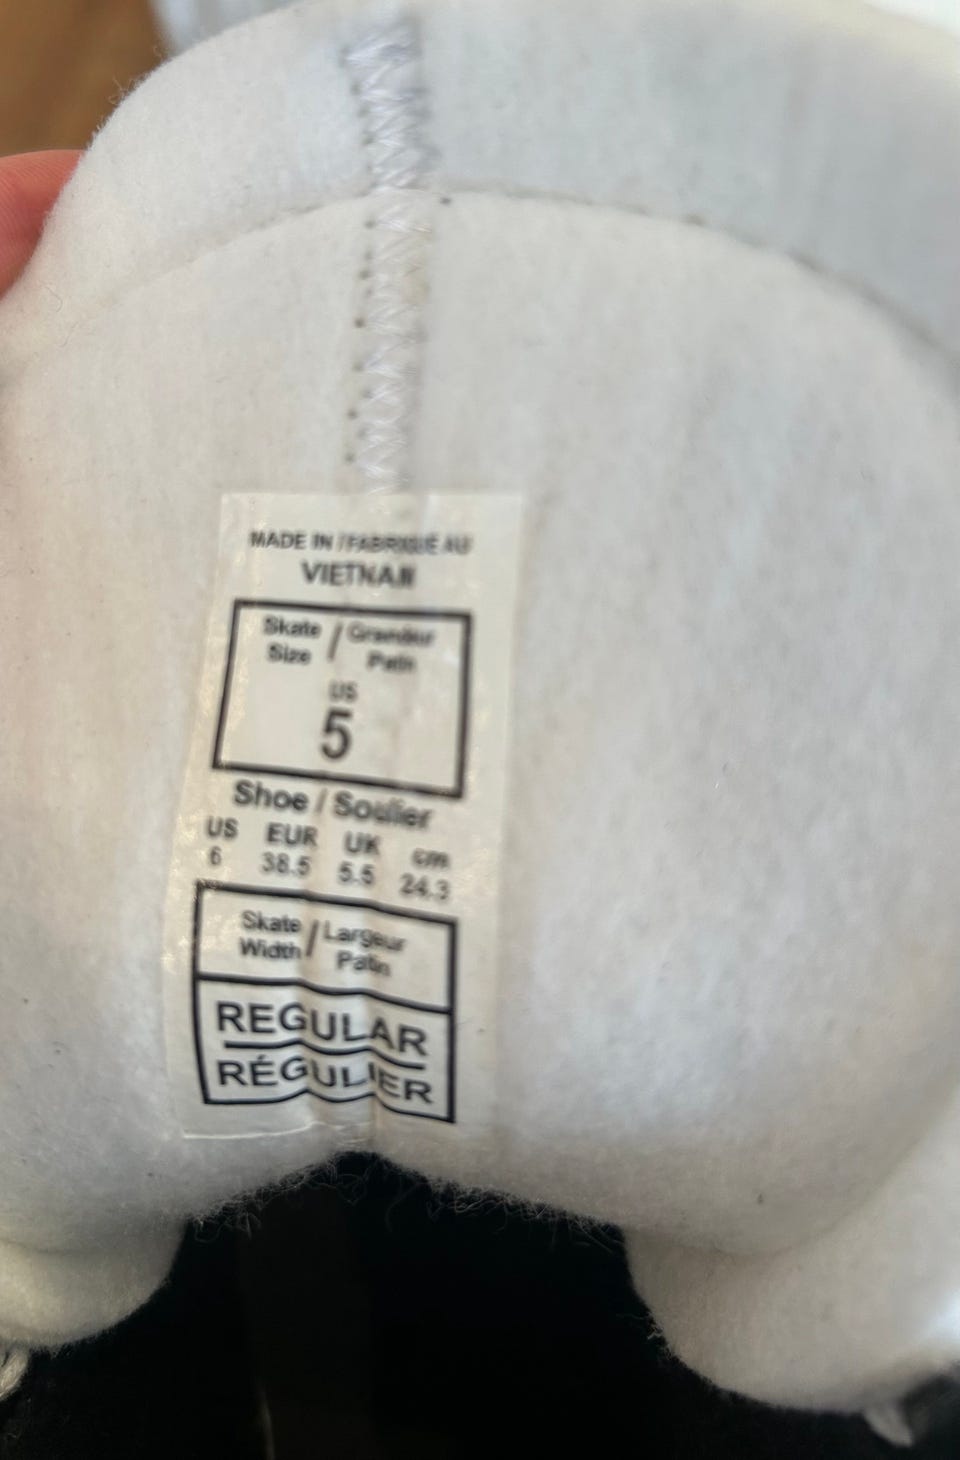 MADE IN / FABRIQUÉ AU
VIETNAM
Skate Size / Grandeur Patin
US
5
Shoe / Soulier
US EUR UK cm
6 38.5 5.5 24.3
Skate Width / Largeur Patin
REGULAR
RÉGULIER